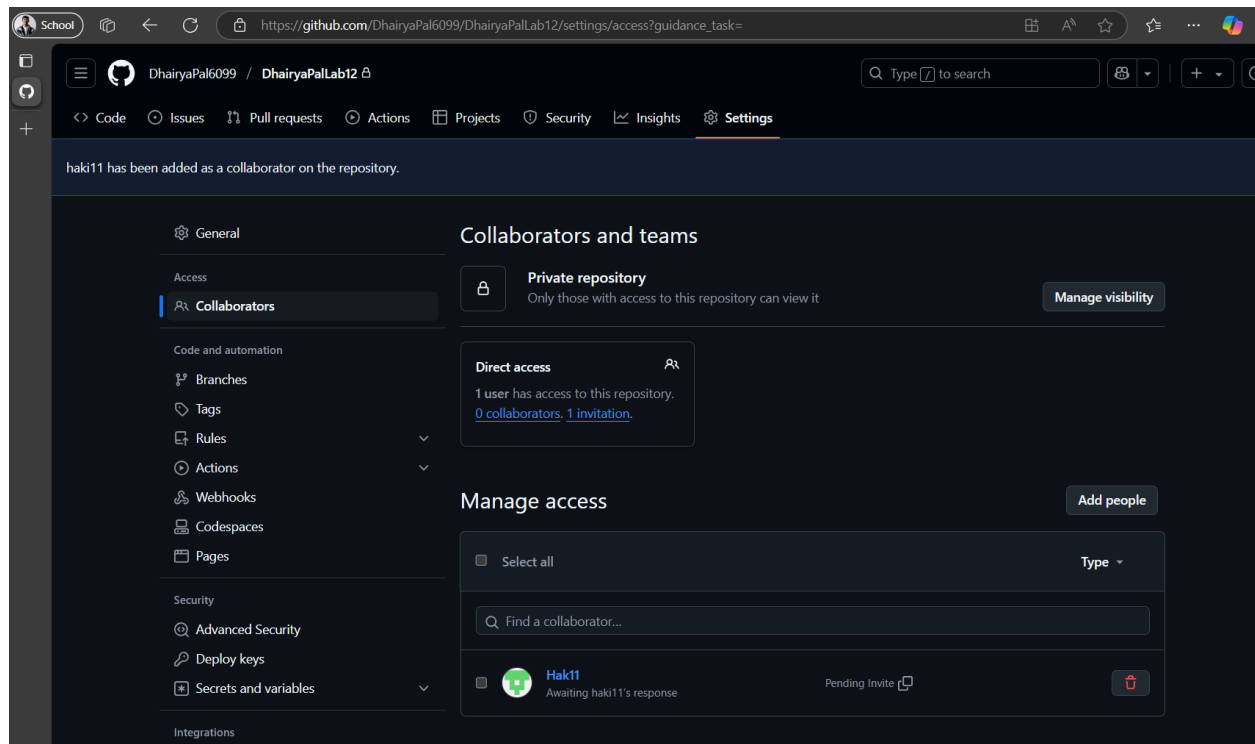 School
https://github.com/DhairyaPal6099/DhairyaPalLab12/settings/access?guidance_task=
DhairyaPal6099 / DhairyaPalLab12
Type / to search
Code Issues Pull requests Actions Projects Security Insights Settings
haki11 has been added as a collaborator on the repository.
General
Access
Collaborators
Code and automation
Branches
Tags
Rules
Actions
Webhooks
Codespaces
Pages
Security
Advanced Security
Deploy keys
Secrets and variables
Integrations
Collaborators and teams
Private repository
Only those with access to this repository can view it
Manage visibility
Direct access
1 user has access to this repository.
0 collaborators. 1 invitation.
Manage access
Add people
Select all
Type
Find a collaborator...
Hak11
Awaiting haki11's response
Pending Invite